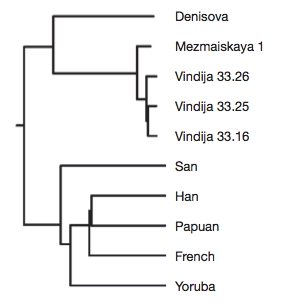 Denisova
Mezmaiskaya 1
Vindija 33.26
Vindija 33.25
Vindija 33.16
San
Han
Papuan
French
Yoruba